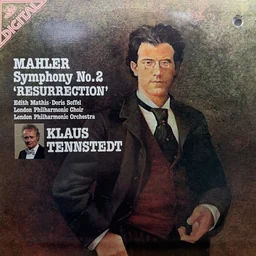 DIGITAL
MAHLER
Symphony No.2
'RESURRECTION'
Edith Mathis · Doris Soffel
London Philharmonic Choir
London Philharmonic Orchestra
KLAUS
TENNSTEDT